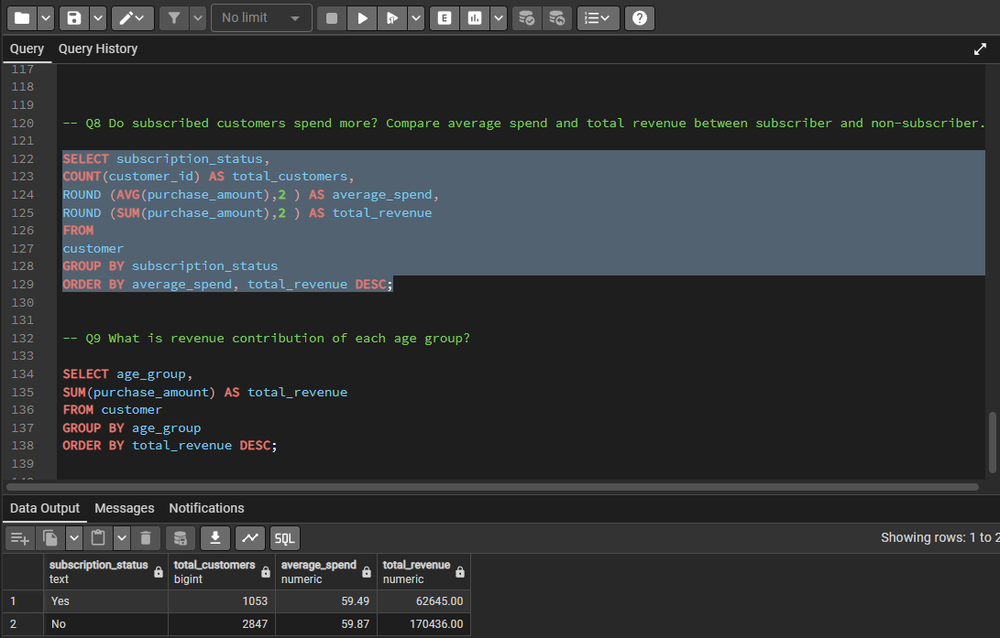 No limit
E
SQL
Query Query History
117
118
119
120 -- Q8 Do subscribed customers spend more? Compare average spend and total revenue between subscriber and non-subscriber.
121
122 SELECT subscription_status,
123 COUNT(customer_id) AS total_customers,
124 ROUND (AVG(purchase_amount),2 ) AS average_spend,
125 ROUND (SUM(purchase_amount),2 ) AS total_revenue
126 FROM
127 customer
128 GROUP BY subscription_status
129 ORDER BY average_spend, total_revenue DESC;
130
131
132 -- Q9 What is revenue contribution of each age group?
133
134 SELECT age_group,
135 SUM(purchase_amount) AS total_revenue
136 FROM customer
137 GROUP BY age_group
138 ORDER BY total_revenue DESC;
139
Data Output Messages Notifications
Showing rows: 1 to 2
subscription_status total_customers average_spend total_revenue
text bigint numeric numeric
1 Yes 1053 59.49 62645.00
2 No 2847 59.87 170436.00